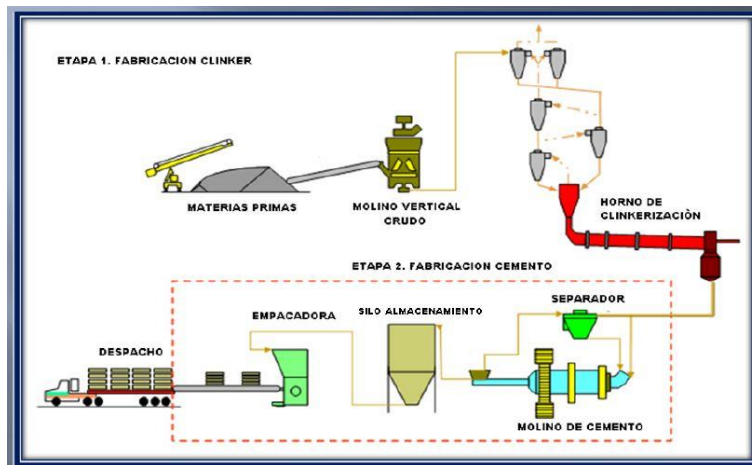 ETAPA 1. FABRICACION CLINKER
MATERIAS PRIMAS
MOLINO VERTICAL
CRUDO
HORNO DE
CLINKERIZACIÒN
ETAPA 2. FABRICACION CEMENTO
DESPACHO
EMPACADORA
SILO ALMACENAMIENTO
SEPARADOR
MOLINO DE CEMENTO